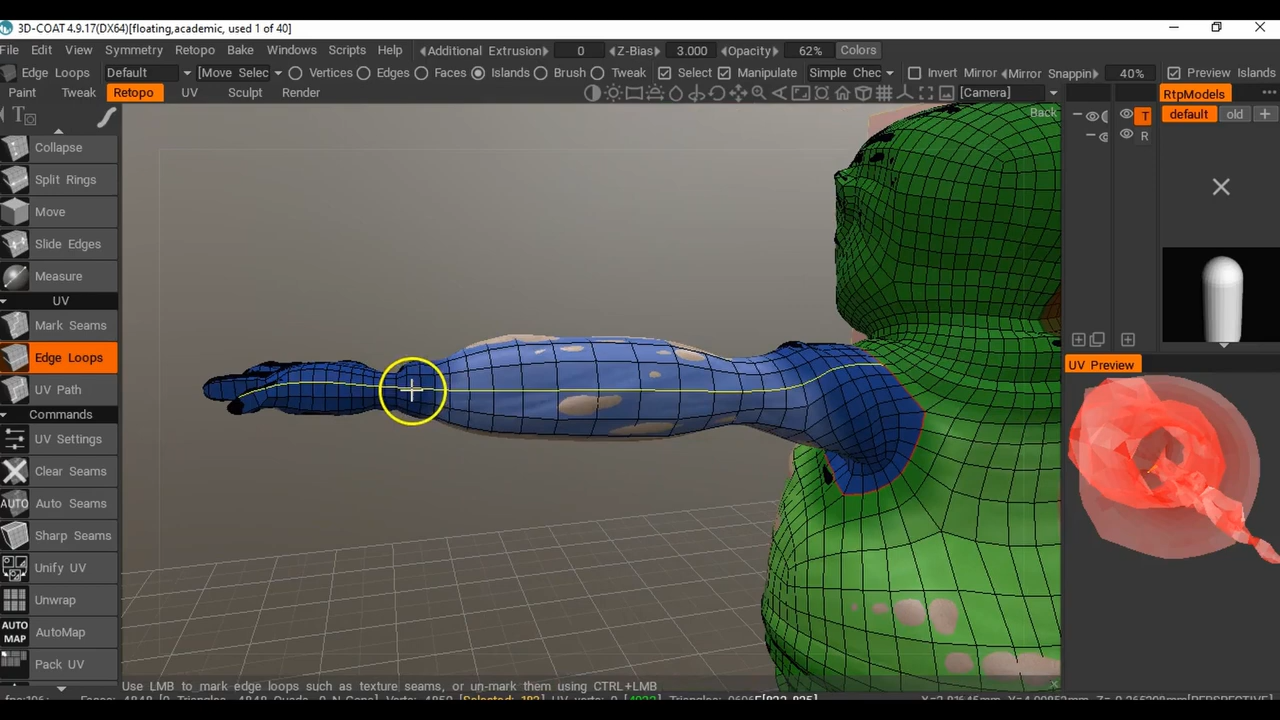 3D-COAT 4.9.17(DX64)[floating,academic, used 1 of 40]
File Edit View Symmetry Retopo Bake Windows Scripts Help Additional Extrusion 0 Z-Bias 3.000 Opacity 62% Colors
Edge Loops Default [Move Selec Vertices Edges Faces Islands Brush Tweak Select Manipulate Simple Chec Invert Mirror Mirror Snappin 40% Preview Islands
Paint Tweak Retopo UV Sculpt Render [Camera] RtpModels
Back
default old +
T
R
Collapse
Split Rings
Move
Slide Edges
Measure
UV
Mark Seams
Edge Loops
UV Path
Commands
UV Settings
Clear Seams
AUTO Auto Seams
Sharp Seams
Unify UV
Unwrap
AUTO MAP AutoMap
Pack UV
UV Preview
Use LMB to mark edge loops such as texture seams, or un-mark them using CTRL+LMB